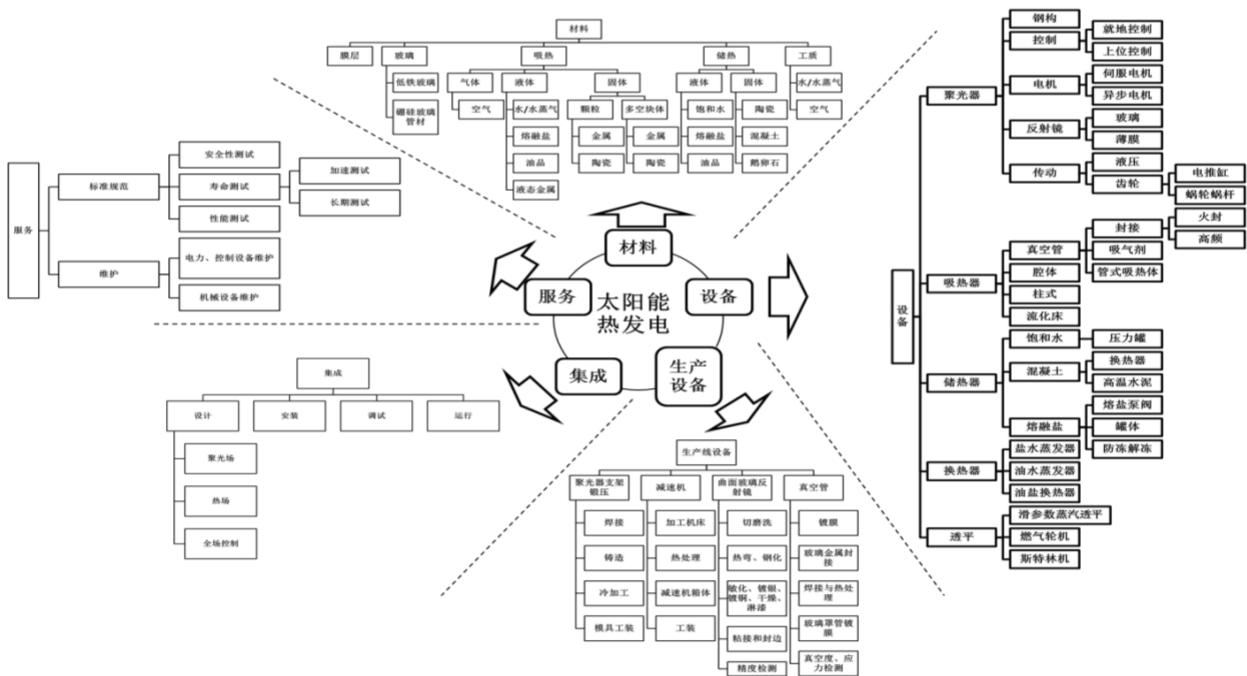 材料
膜层
玻璃
吸热
储热
工质
低铁玻璃
硼硅玻璃
管材
气体
液体
固体
空气
水/水蒸气
熔融盐
油品
液态金属
颗粒
多空块体
金属
陶瓷
金属
陶瓷
液体
固体
饱和水
熔融盐
油品
陶瓷
混凝土
鹅卵石
水/水蒸气
空气
服务
标准规范
安全性测试
寿命测试
加速测试
长期测试
性能测试
维护
电力、控制设备维护
机械设备维护
太阳能
热发电
材料
服务
设备
集成
生产
设备
集成
设计
安装
调试
运行
聚光场
热场
全场控制
生产线设备
聚光器支架
锻压
焊接
铸造
冷加工
模具工装
减速机
加工机床
热处理
减速机箱体
工装
曲面玻璃反
射镜
切磨洗
热弯、钢化
敏化、镀银、
镀铜、干燥、
淋漆
粘接和封边
精度检测
真空管
镀膜
玻璃金属封
接
焊接与热处
理
玻璃罩管镀
膜
真空度、应
力检测
设备
聚光器
钢构
控制
就地控制
上位控制
电机
伺服电机
异步电机
反射镜
玻璃
薄膜
传动
液压
齿轮
电推缸
蜗轮蜗杆
吸热器
真空管
封接
火封
高频
吸气剂
管式吸热体
腔体
柱式
流化床
储热器
饱和水
压力罐
混凝土
换热器
高温水泥
熔融盐
熔盐泵阀
罐体
防冻解冻
换热器
盐水蒸发器
油水蒸发器
油盐换热器
透平
滑参数蒸汽透平
燃气轮机
斯特林机